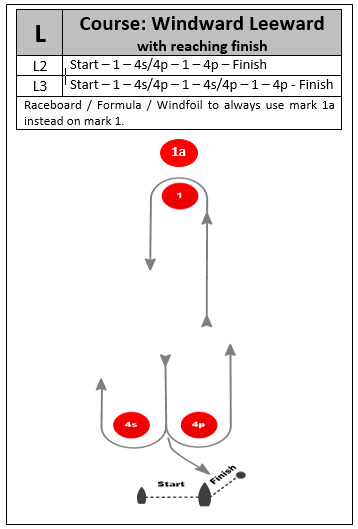 L
Course: Windward Leeward
with reaching finish
L2
Start – 1 – 4s/4p – 1 – 4p – Finish
L3
Start – 1 – 4s/4p – 1 – 4s/4p – 1 – 4p - Finish
Raceboard / Formula / Windfoil to always use mark 1a
instead on mark 1.
1a
1
4s
4p
Start
Finish